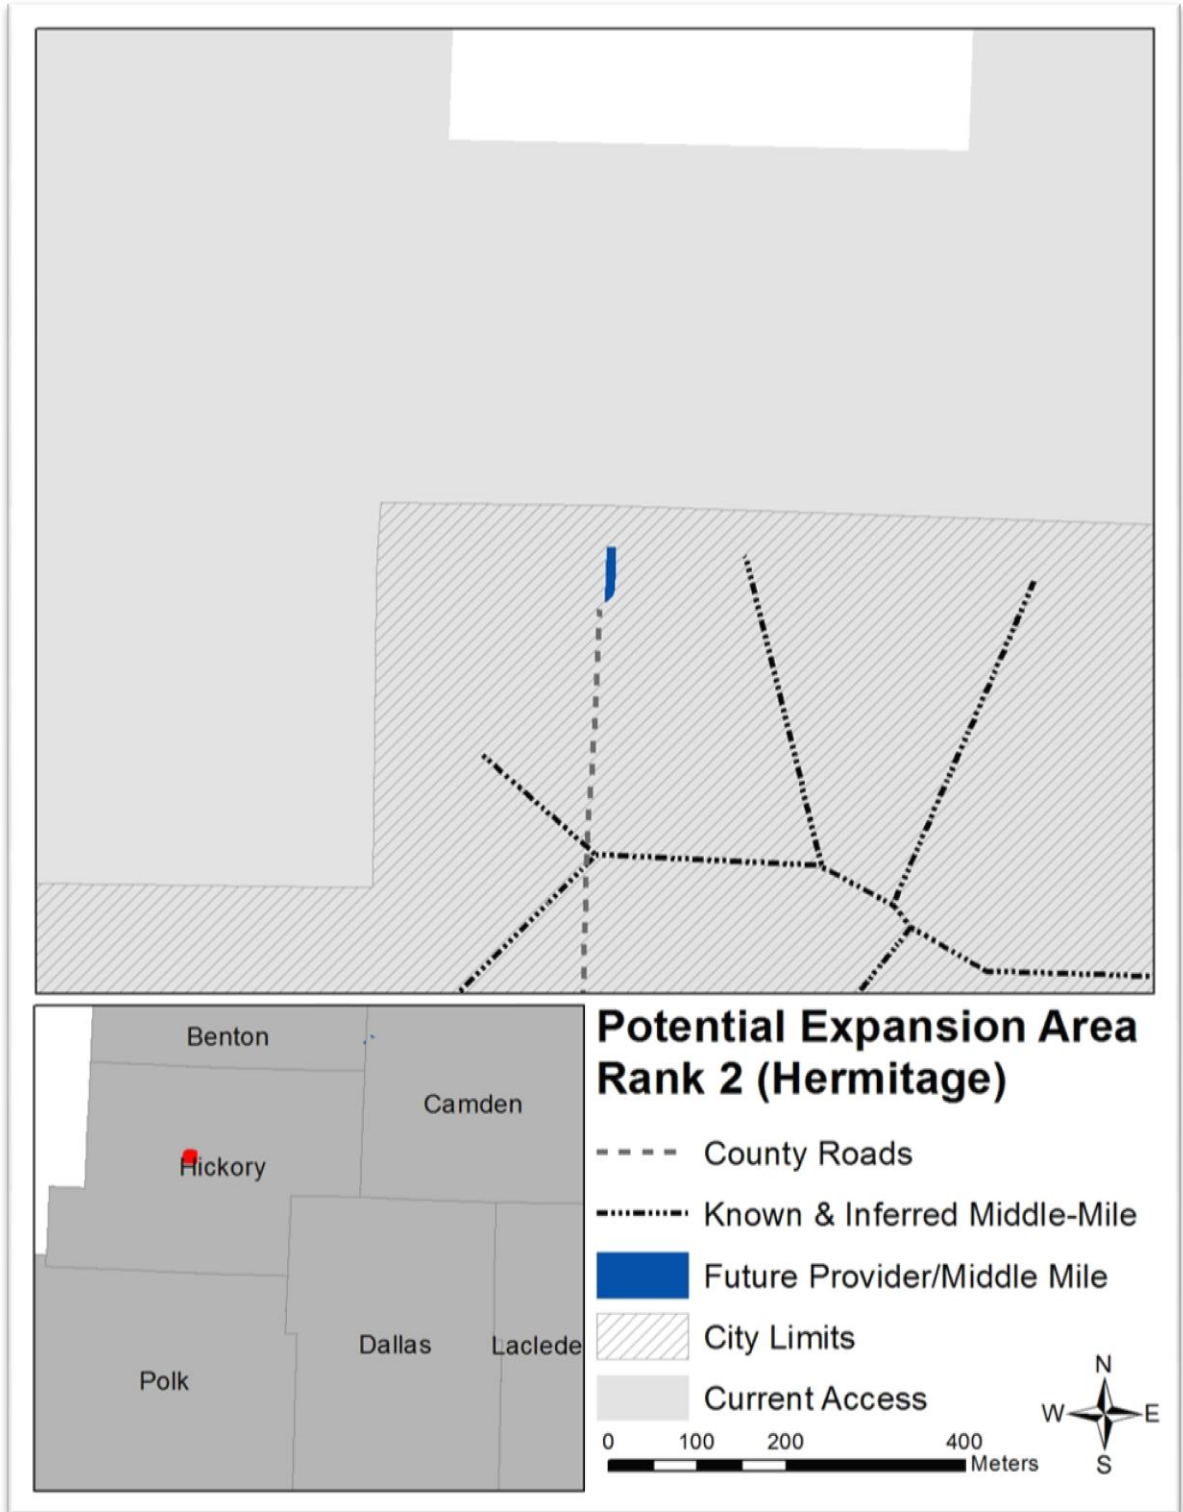 Benton
Camden
Hickory
Dallas
Laclede
Polk
Potential Expansion Area
Rank 2 (Hermitage)
County Roads
Known & Inferred Middle-Mile
Future Provider/Middle Mile
City Limits
Current Access
N
W E
S
0 100 200 400
Meters